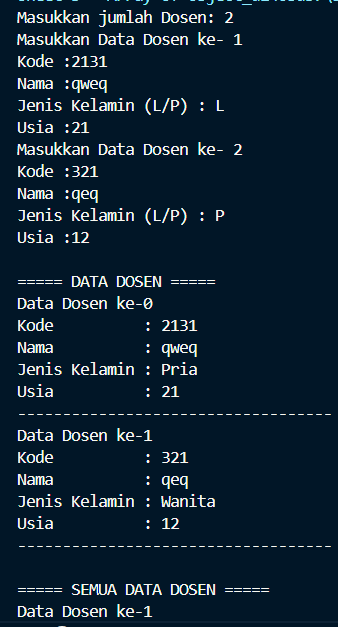 Masukkan jumlah Dosen: 2
Masukkan Data Dosen ke- 1
Kode :2131
Nama :qweq
Jenis Kelamin (L/P) : L
Usia :21
Masukkan Data Dosen ke- 2
Kode :321
Nama :qeq
Jenis Kelamin (L/P) : P
Usia :12
===== DATA DOSEN =====
Data Dosen ke-0
Kode          : 2131
Nama          : qweq
Jenis Kelamin : Pria
Usia          : 21
-----------------------------------
Data Dosen ke-1
Kode          : 321
Nama          : qeq
Jenis Kelamin : Wanita
Usia          : 12
-----------------------------------
===== SEMUA DATA DOSEN =====
Data Dosen ke-1